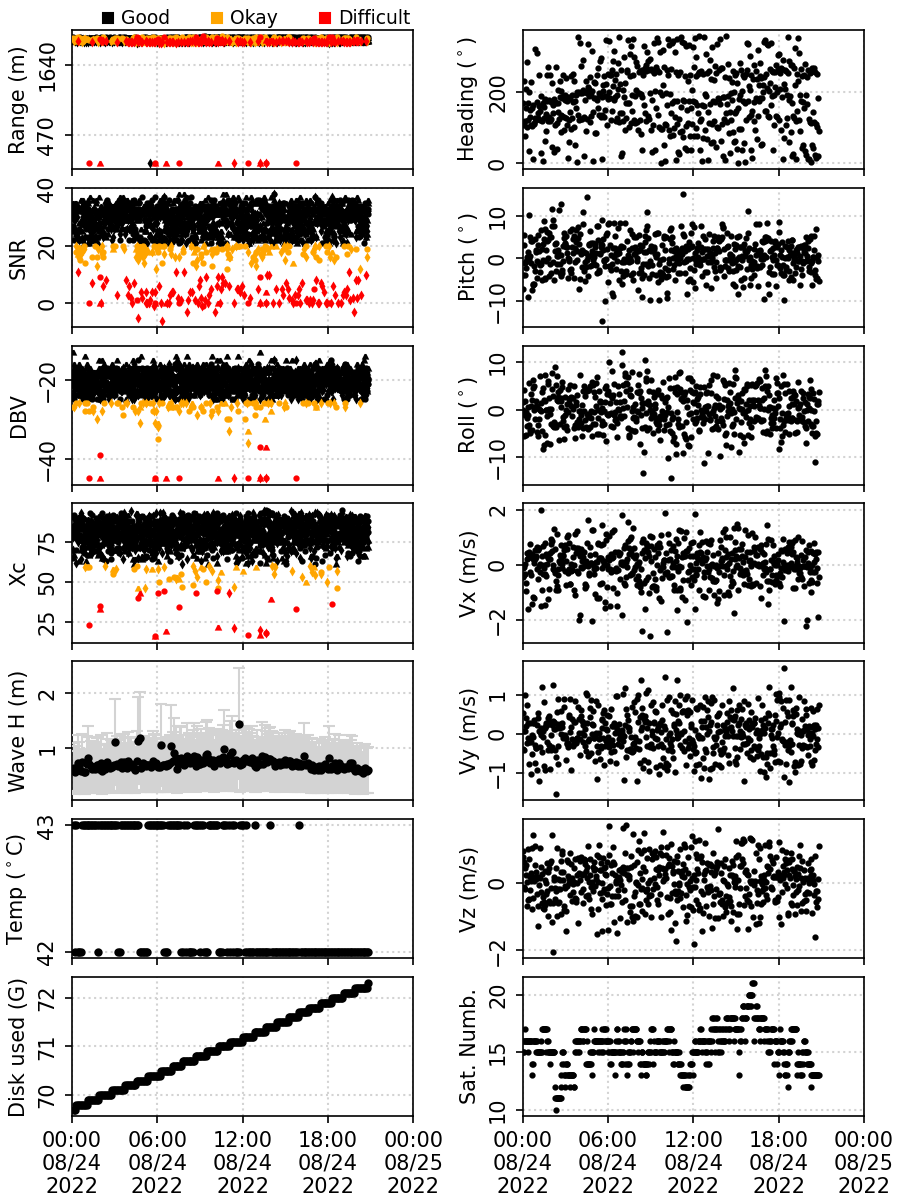 Good Okay Difficult
Range (m)
1640
470
Heading (°)
200
0
SNR
40
20
0
Pitch (°)
10
0
−10
DBV
−20
−40
Roll (°)
10
0
−10
Xc
75
50
25
Vx (m/s)
2
0
−2
Wave H (m)
2
1
Vy (m/s)
1
0
−1
Temp (°C)
43
42
Vz (m/s)
0
−2
Disk used (G)
72
71
70
Sat. Numb.
20
15
10
00:00 06:00 12:00 18:00 00:00
08/24 08/24 08/24 08/24 08/25
2022 2022 2022 2022 2022
00:00 06:00 12:00 18:00 00:00
08/24 08/24 08/24 08/24 08/25
2022 2022 2022 2022 2022